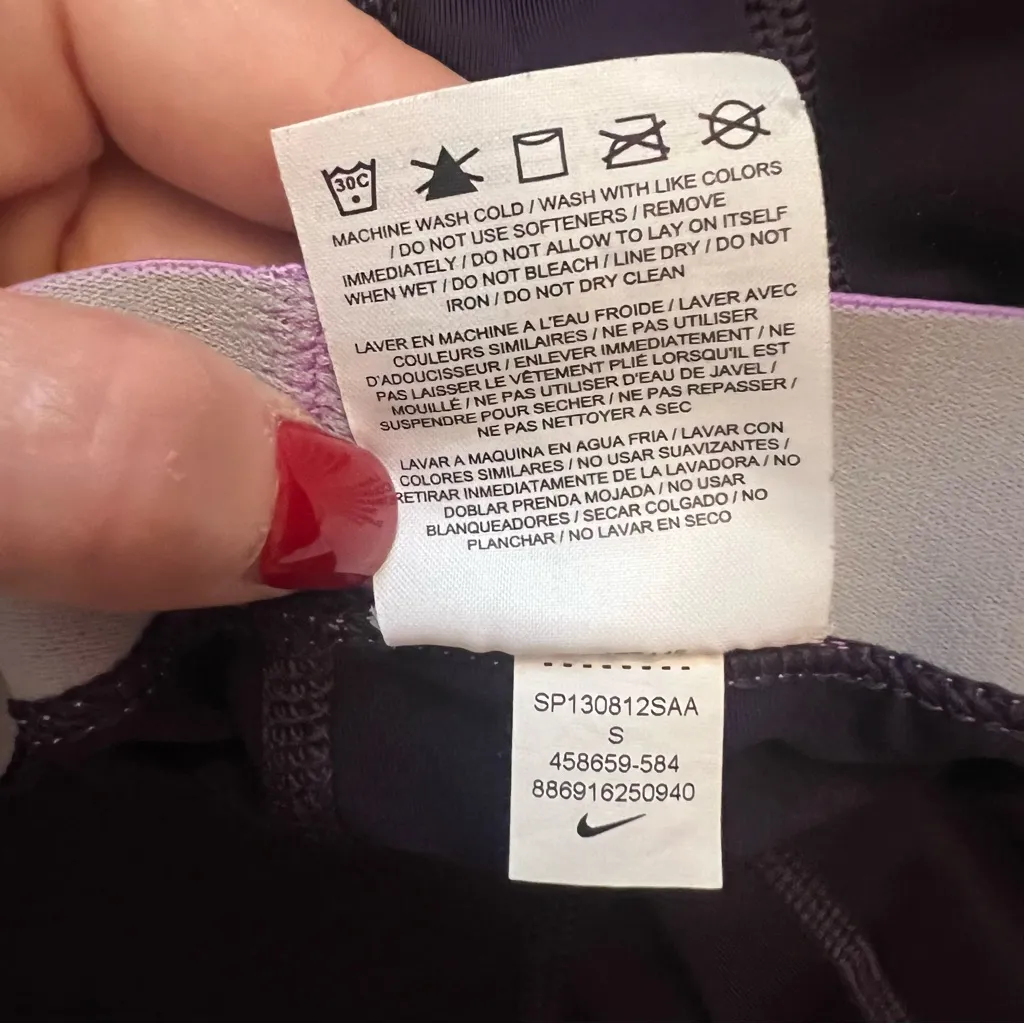 30C
MACHINE WASH COLD / WASH WITH LIKE COLORS
/ DO NOT USE SOFTENERS / REMOVE
IMMEDIATELY / DO NOT ALLOW TO LAY ON ITSELF
WHEN WET / DO NOT BLEACH / LINE DRY / DO NOT
IRON / DO NOT DRY CLEAN
LAVER EN MACHINE A L'EAU FROIDE / LAVER AVEC
COULEURS SIMILAIRES / NE PAS UTILISER
D'ADOUCISSEUR / ENLEVER IMMEDIATEMENT / NE
PAS LAISSER LE VÊTEMENT PLIÉ LORSQU'IL EST
MOUILLÉ / NE PAS UTILISER D'EAU DE JAVEL /
SUSPENDRE POUR SECHER / NE PAS REPASSER /
NE PAS NETTOYER A SEC
LAVAR A MAQUINA EN AGUA FRIA / LAVAR CON
COLORES SIMILARES / NO USAR SUAVIZANTES /
RETIRAR INMEDIATAMENTE DE LA LAVADORA / NO
DOBLAR PRENDA MOJADA / NO USAR
BLANQUEADORES / SECAR COLGADO / NO
PLANCHAR / NO LAVAR EN SECO
SP130812SAA
S
458659-584
886916250940